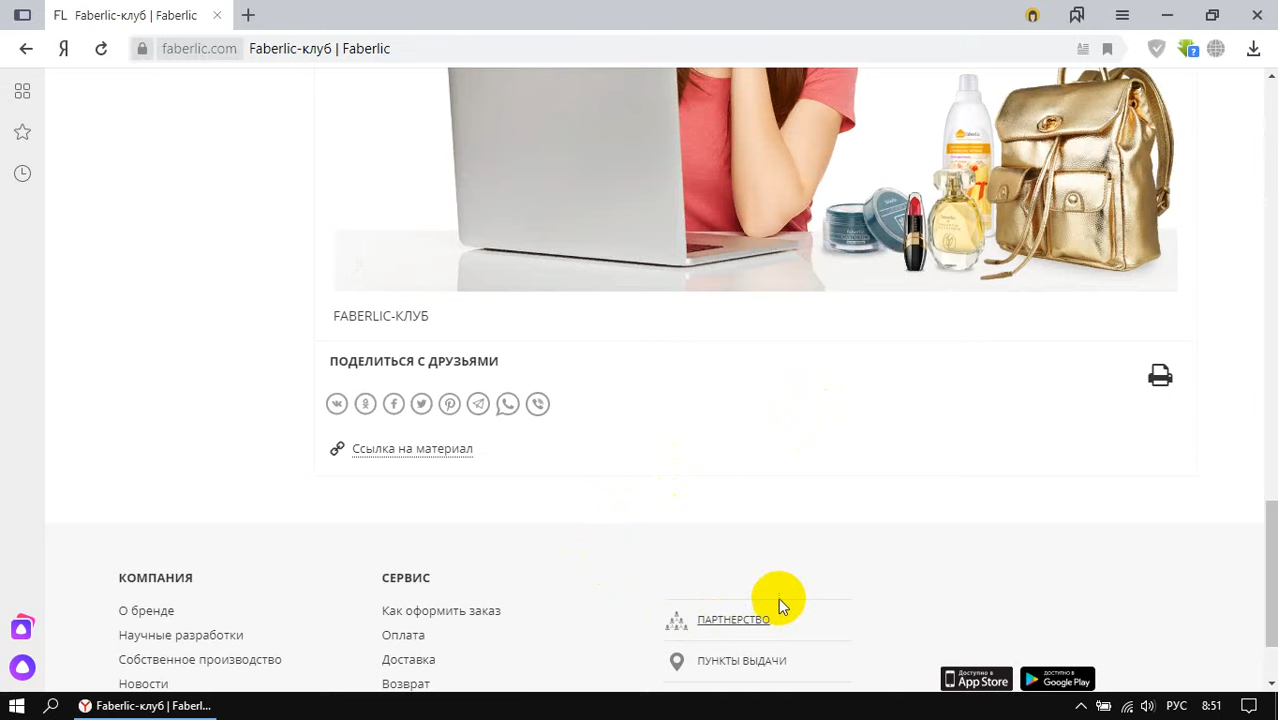 FL Faberlic-клуб | Faberlic
Я faberlic.com Faberlic-клуб | Faberlic
FABERLIC-КЛУБ
ПОДЕЛИТЬСЯ С ДРУЗЬЯМИ
Ссылка на материал
КОМПАНИЯ
О бренде
Научные разработки
Собственное производство
Новости
СЕРВИС
Как оформить заказ
Оплата
Доставка
Возврат
ПАРТНЕРСТВО
ПУНКТЫ ВЫДАЧИ
Доступно в
App Store
ДОСТУПНО В
Google Play
Faberlic-клуб | Faberl...
РУС
8:51